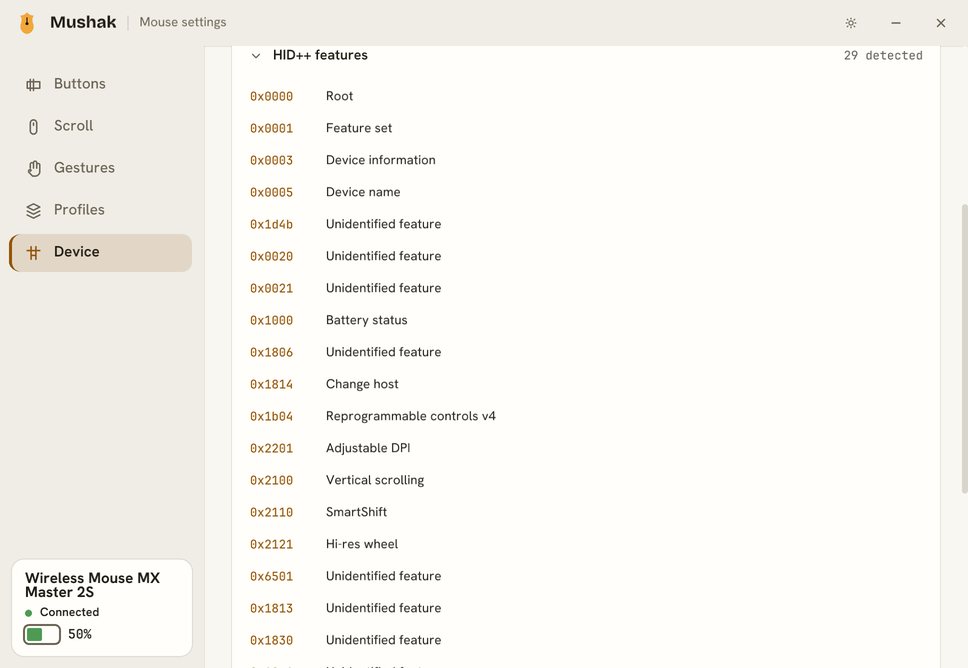 Mushak
Mouse settings
Buttons
Scroll
Gestures
Profiles
Device
HID++ features
29 detected
0x0000 Root
0x0001 Feature set
0x0003 Device information
0x0005 Device name
0x1d4b Unidentified feature
0x0020 Unidentified feature
0x0021 Unidentified feature
0x1000 Battery status
0x1806 Unidentified feature
0x1814 Change host
0x1b04 Reprogrammable controls v4
0x2201 Adjustable DPI
0x2100 Vertical scrolling
0x2110 SmartShift
0x2121 Hi-res wheel
0x6501 Unidentified feature
0x1813 Unidentified feature
0x1830 Unidentified feature
Wireless Mouse MX
Master 2S
Connected
50%